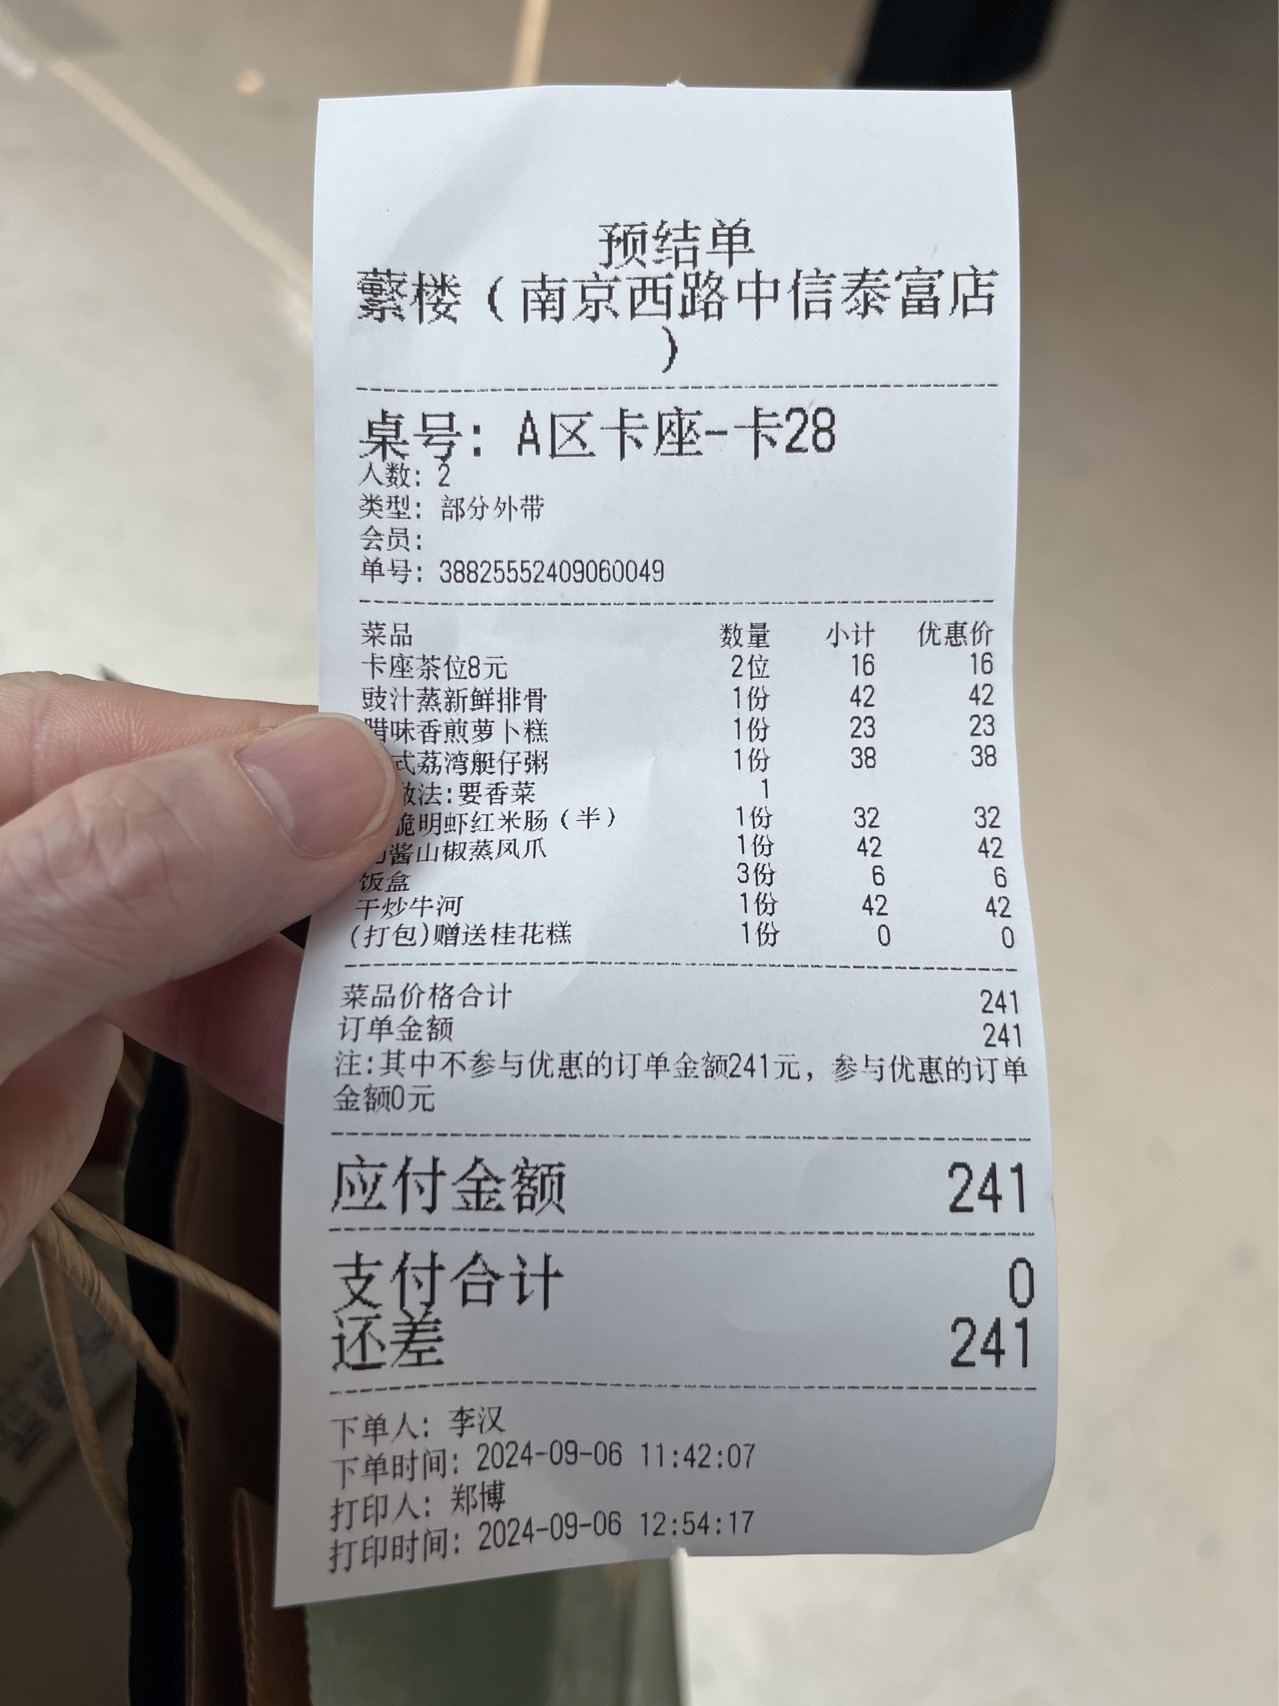 预结单
蘩楼（南京西路中信泰富店
）
桌号: A区卡座-卡28
人数: 2
类型: 部分外带
会员:
单号: 38825552409060049
菜品 数量 小计 优惠价
卡座茶位8元 2位 16 16
豉汁蒸新鲜排骨 1份 42 42
腊味香煎萝卜糕 1份 23 23
式荔湾艇仔粥 1份 38 38
做法:要香菜 1
脆明虾红米肠（半） 1份 32 32
酱山椒蒸凤爪 1份 42 42
饭盒 3份 6 6
干炒牛河 1份 42 42
(打包)赠送桂花糕 1份 0 0
菜品价格合计 241
订单金额 241
注:其中不参与优惠的订单金额241元，参与优惠的订单
金额0元
应付金额 241
支付合计 0
还差 241
下单人: 李汉
下单时间: 2024-09-06 11:42:07
打印人: 郑博
打印时间: 2024-09-06 12:54:17